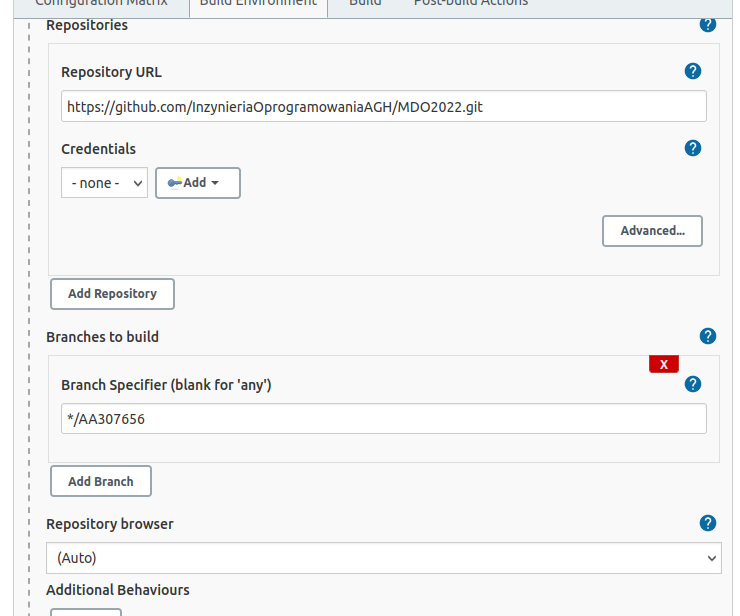 Configuration Matrix Build Environment Build Post-build Actions
Repositories ?
Repository URL ?
https://github.com/InzynieriaOprogramowaniaAGH/MDO2022.git
Credentials ?
- none - Add
Advanced...
Add Repository
Branches to build ?
X
Branch Specifier (blank for 'any') ?
*/AA307656
Add Branch
Repository browser ?
(Auto)
Additional Behaviours